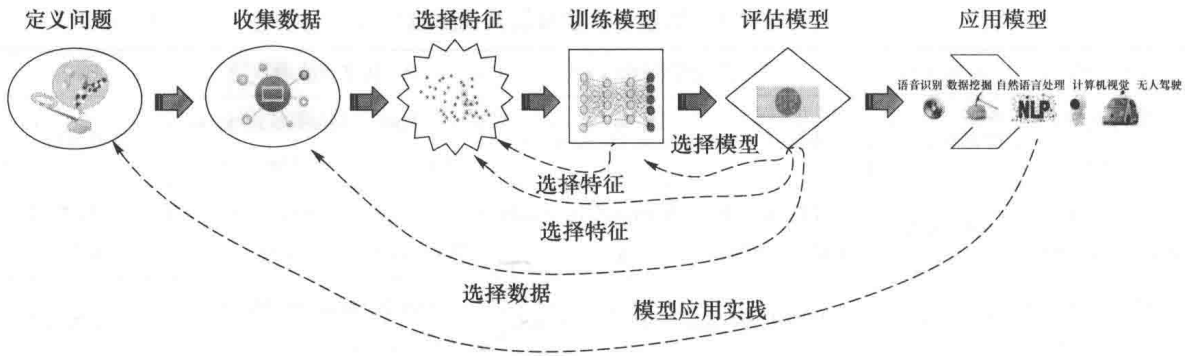 定义问题 收集数据 选择特征 训练模型 评估模型 应用模型
语音识别 数据挖掘 自然语言处理 计算机视觉 无人驾驶
NLP
选择模型
选择特征
选择特征
选择数据
模型应用实践